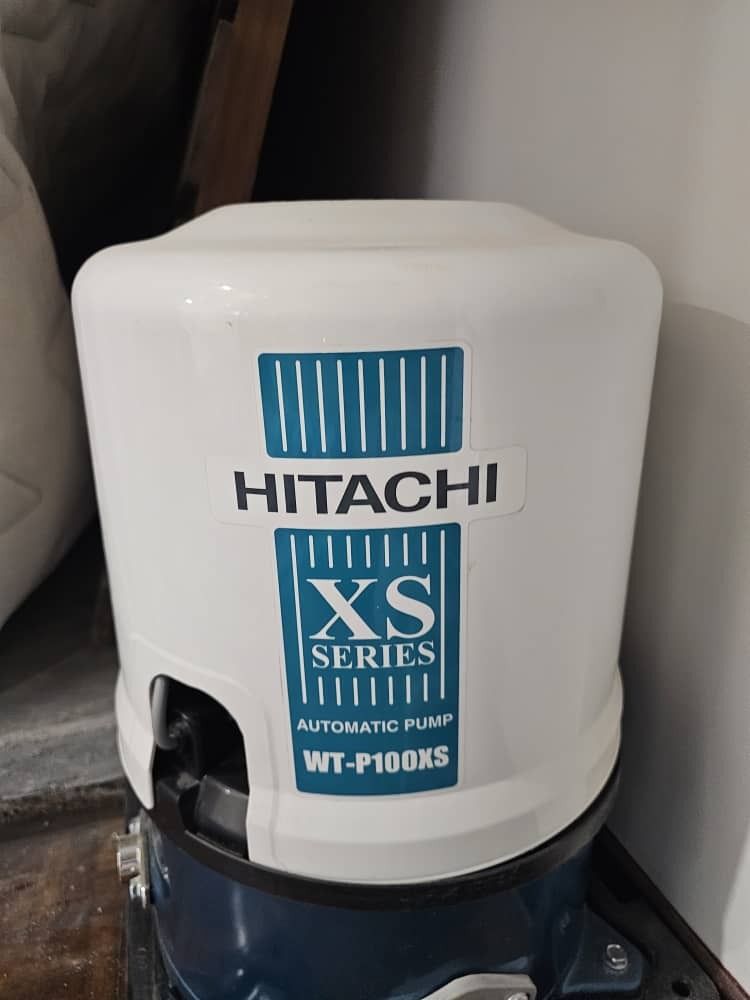 HITACHI
XS
SERIES
AUTOMATIC PUMP
WT-P100XS